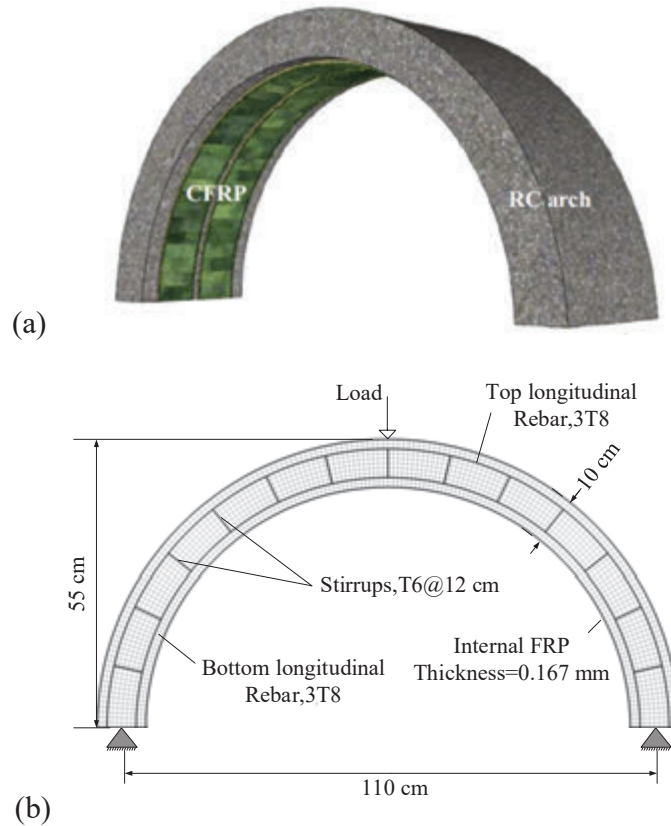 CFRP
RC arch
(a)
Load
Top longitudinal
Rebar,3T8
10 cm
55 cm
Stirrups,T6@12 cm
Internal FRP
Thickness=0.167 mm
Bottom longitudinal
Rebar,3T8
110 cm
(b)